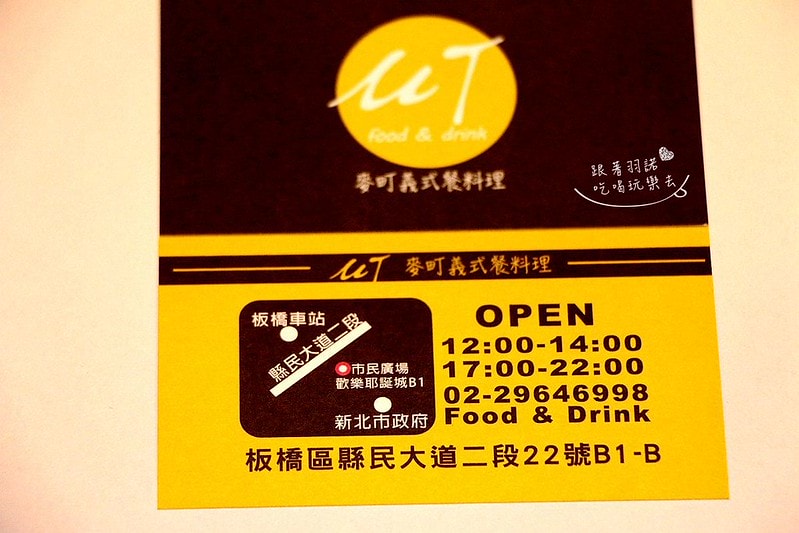 UT
food & drink
麥町義式餐料理
跟著羽諾
吃喝玩樂去
UT 麥町義式餐料理
板橋車站
縣民大道二段
市民廣場
歡樂耶誕城B1
新北市政府
OPEN
12:00-14:00
17:00-22:00
02-29646998
Food & Drink
板橋區縣民大道二段22號B1-B